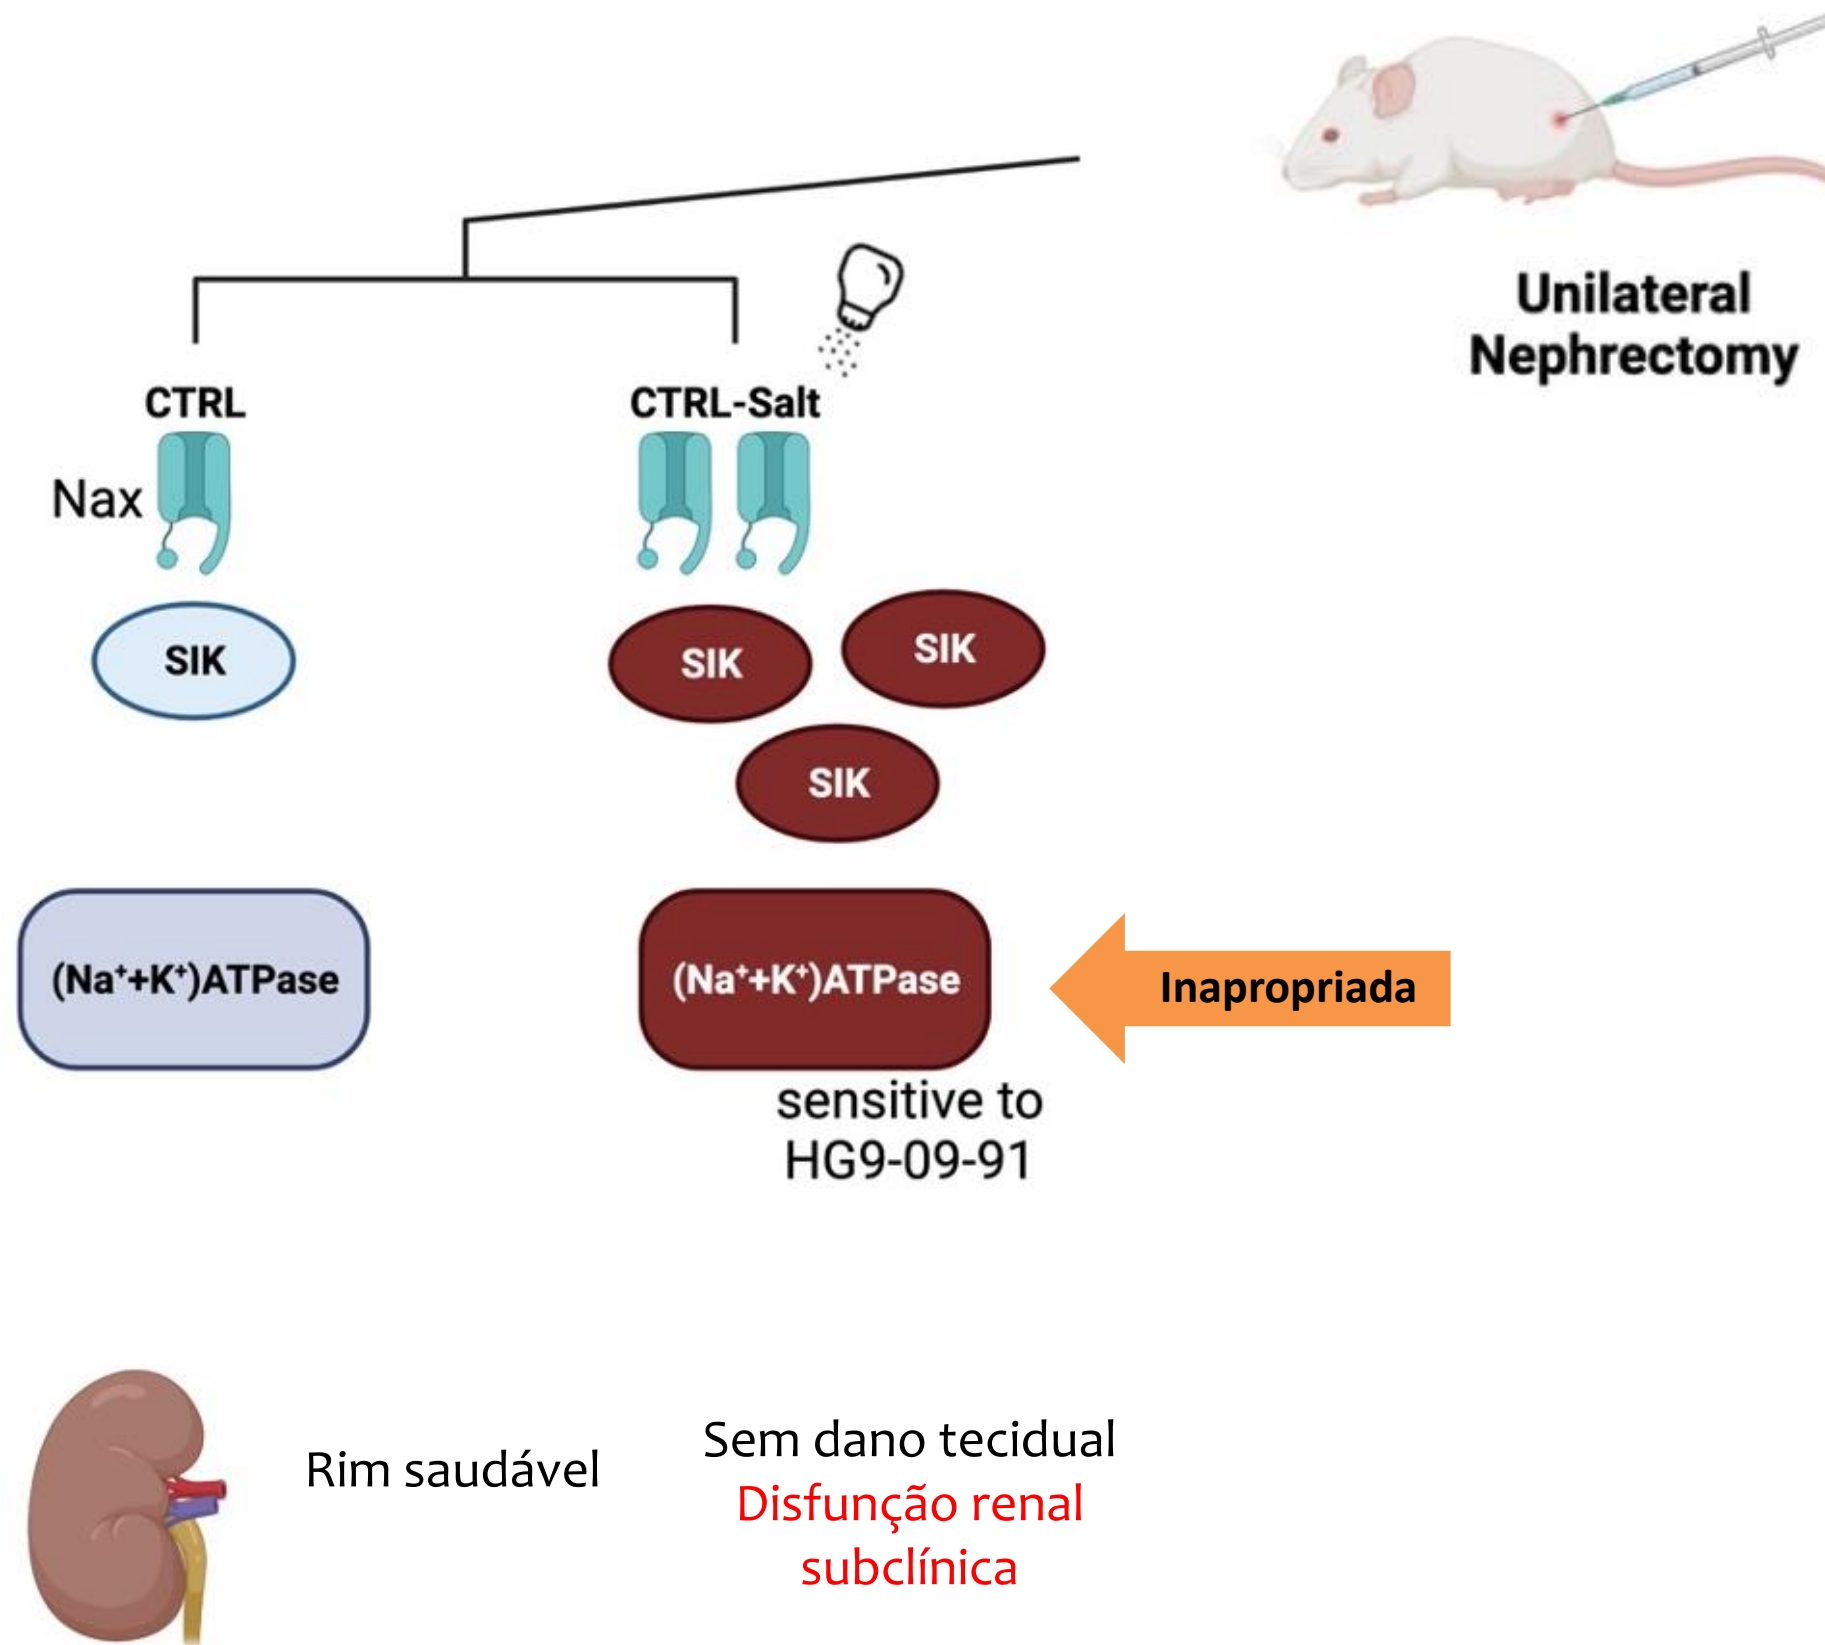 Unilateral
Nephrectomy
CTRL
CTRL-Salt
Nax
SIK
SIK
SIK
SIK
(Na⁺+K⁺)ATPase
(Na⁺+K⁺)ATPase
Inapropriada
sensitive to
HG9-09-91
Rim saudável
Sem dano tecidual
Disfunção renal
subclínica